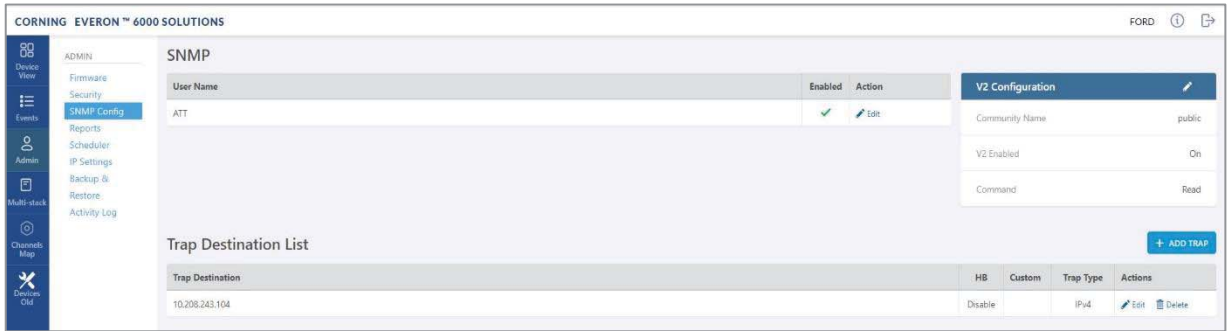 CORNING EVERON ™ 6000 SOLUTIONS
FORD
Device
View
Events
Admin
Multi-stack
Channels
Map
Devices
Old
ADMIN
Firmware
Security
SNMP Config
Reports
Scheduler
IP Settings
Backup &
Restore
Activity Log
SNMP
User Name Enabled Action
ATT Edit
V2 Configuration
Community Name public
V2 Enabled On
Command Read
Trap Destination List
+ ADD TRAP
Trap Destination HB Custom Trap Type Actions
10.208.243.104 Disable IPv4 Edit Delete